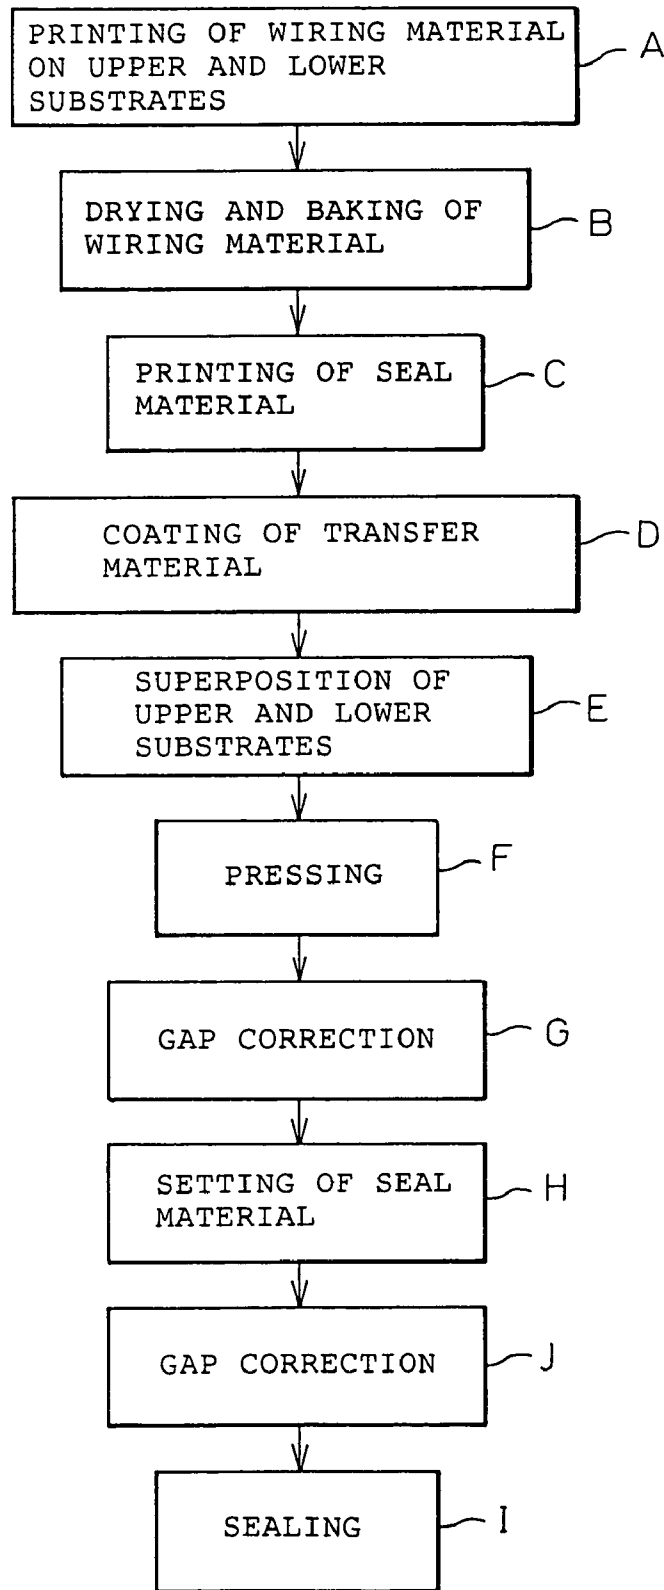 PRINTING OF WIRING MATERIAL
ON UPPER AND LOWER
SUBSTRATES
A
DRYING AND BAKING OF
WIRING MATERIAL
B
PRINTING OF SEAL
MATERIAL
C
COATING OF TRANSFER
MATERIAL
D
SUPERPOSITION OF
UPPER AND LOWER
SUBSTRATES
E
PRESSING
F
GAP CORRECTION
G
SETTING OF SEAL
MATERIAL
H
GAP CORRECTION
J
SEALING
I